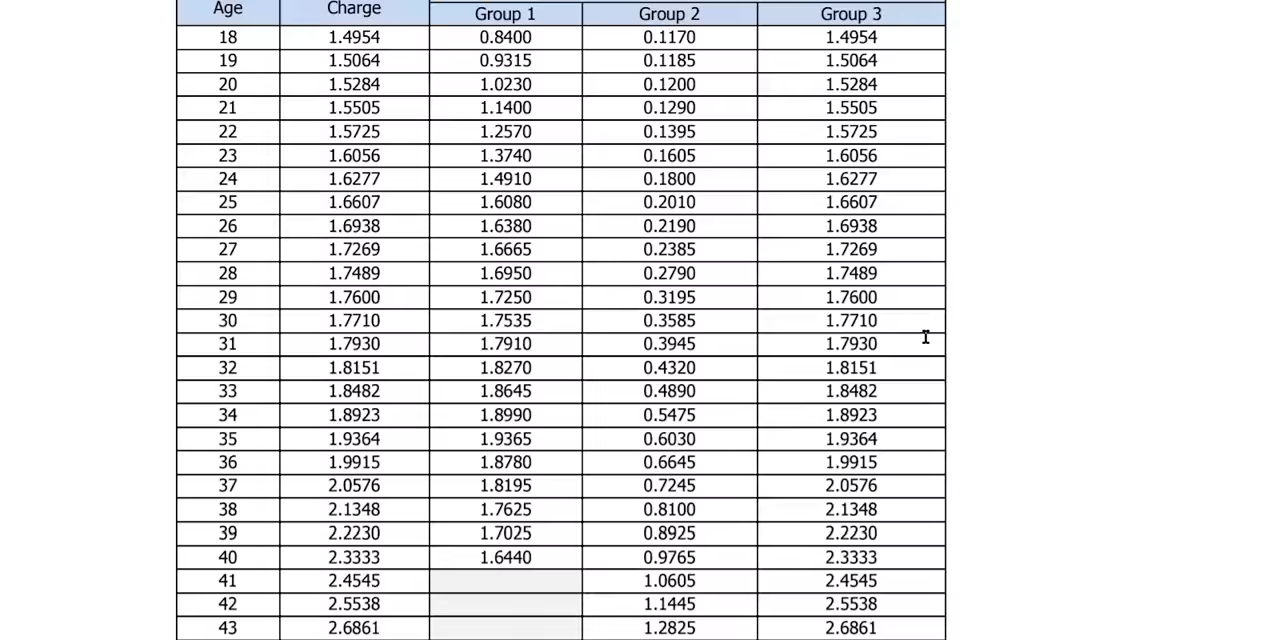 Age Charge Group 1 Group 2 Group 3
18 1.4954 0.8400 0.1170 1.4954
19 1.5064 0.9315 0.1185 1.5064
20 1.5284 1.0230 0.1200 1.5284
21 1.5505 1.1400 0.1290 1.5505
22 1.5725 1.2570 0.1395 1.5725
23 1.6056 1.3740 0.1605 1.6056
24 1.6277 1.4910 0.1800 1.6277
25 1.6607 1.6080 0.2010 1.6607
26 1.6938 1.6380 0.2190 1.6938
27 1.7269 1.6665 0.2385 1.7269
28 1.7489 1.6950 0.2790 1.7489
29 1.7600 1.7250 0.3195 1.7600
30 1.7710 1.7535 0.3585 1.7710
31 1.7930 1.7910 0.3945 1.7930
32 1.8151 1.8270 0.4320 1.8151
33 1.8482 1.8645 0.4890 1.8482
34 1.8923 1.8990 0.5475 1.8923
35 1.9364 1.9365 0.6030 1.9364
36 1.9915 1.8780 0.6645 1.9915
37 2.0576 1.8195 0.7245 2.0576
38 2.1348 1.7625 0.8100 2.1348
39 2.2230 1.7025 0.8925 2.2230
40 2.3333 1.6440 0.9765 2.3333
41 2.4545 1.0605 2.4545
42 2.5538 1.1445 2.5538
43 2.6861 1.2825 2.6861